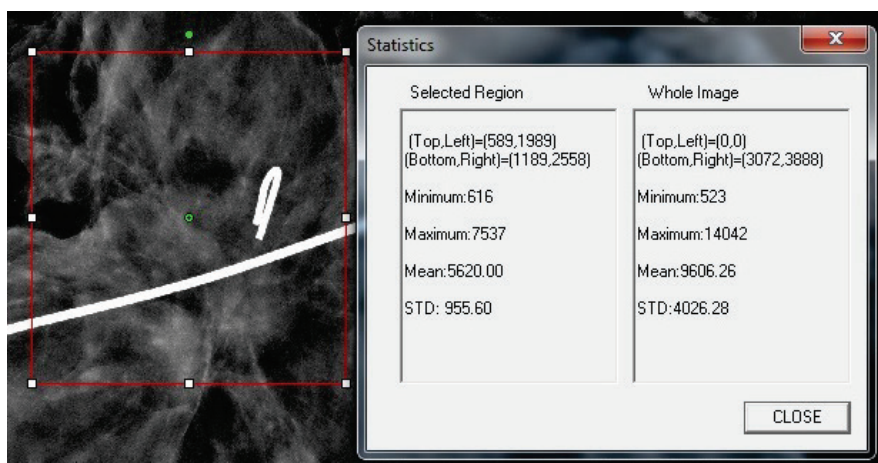 Statistics
Selected Region
(Top,Left)=(589,1989)
(Bottom,Right)=(1189,2558)
Minimum:616
Maximum:7537
Mean:5620.00
STD: 955.60
Whole Image
(Top,Left)=(0,0)
(Bottom,Right)=(3072,3888)
Minimum:523
Maximum:14042
Mean:9606.26
STD:4026.28
CLOSE